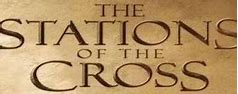 THE
STATIONS
OF THE
CROSS